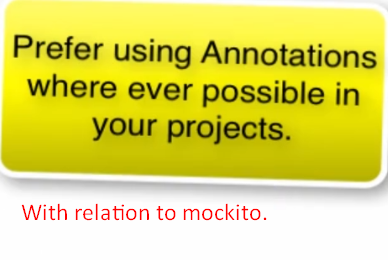 Prefer using Annotations
where ever possible in
your projects.
With relation to mockito.